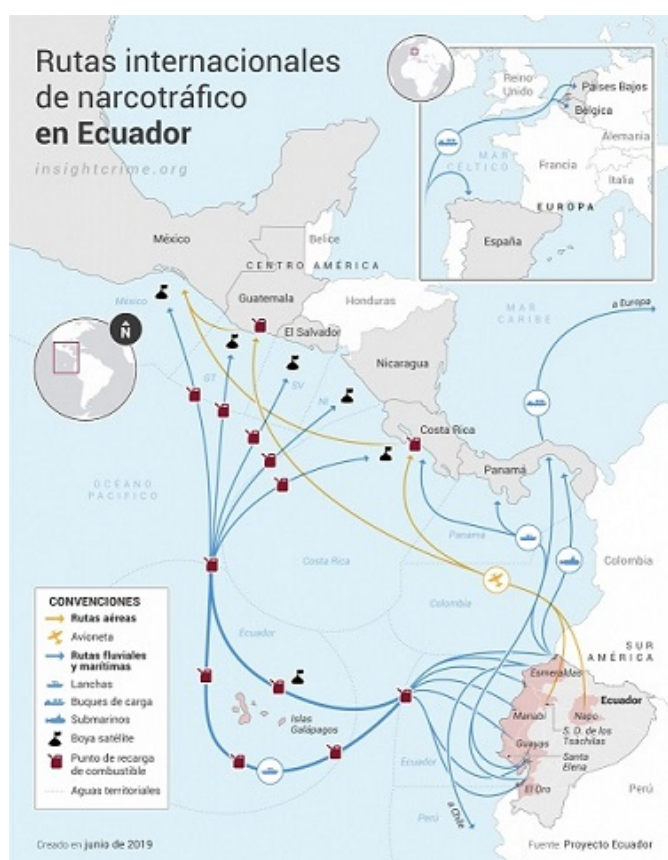 Rutas internacionales
de narcotráfico
en Ecuador
insightcrime.org
Reino
Unido
Países Bajos
Bélgica
Alemania
MAR
CÉLTICO
Francia
Italia
EUROPA
España
México
Belice
CENTRO AMÉRICA
México
Guatemala
Honduras
El Salvador
MAR
CARIBE
a Europa
N
Nicaragua
GT
SV
NI
Costa Rica
Panamá
OCÉANO
PACÍFICO
Panamá
Costa Rica
Colombia
Colombia
CONVENCIONES
Rutas aéreas
Avioneta
Rutas fluviales
y marítimas
Lanchas
Buques de carga
Submarinos
Boya satélite
Punto de recarga
de combustible
Aguas territoriales
Ecuador
SUR
AMÉRICA
Esmeraldas
Ecuador
Manabí
Napo
S. D. de los
Tsáchilas
Islas
Galápagos
Guayas
Santa
Elena
Ecuador
El Oro
Perú
Perú
a Chile
Creado en junio de 2019
Fuente: Proyecto Ecuador